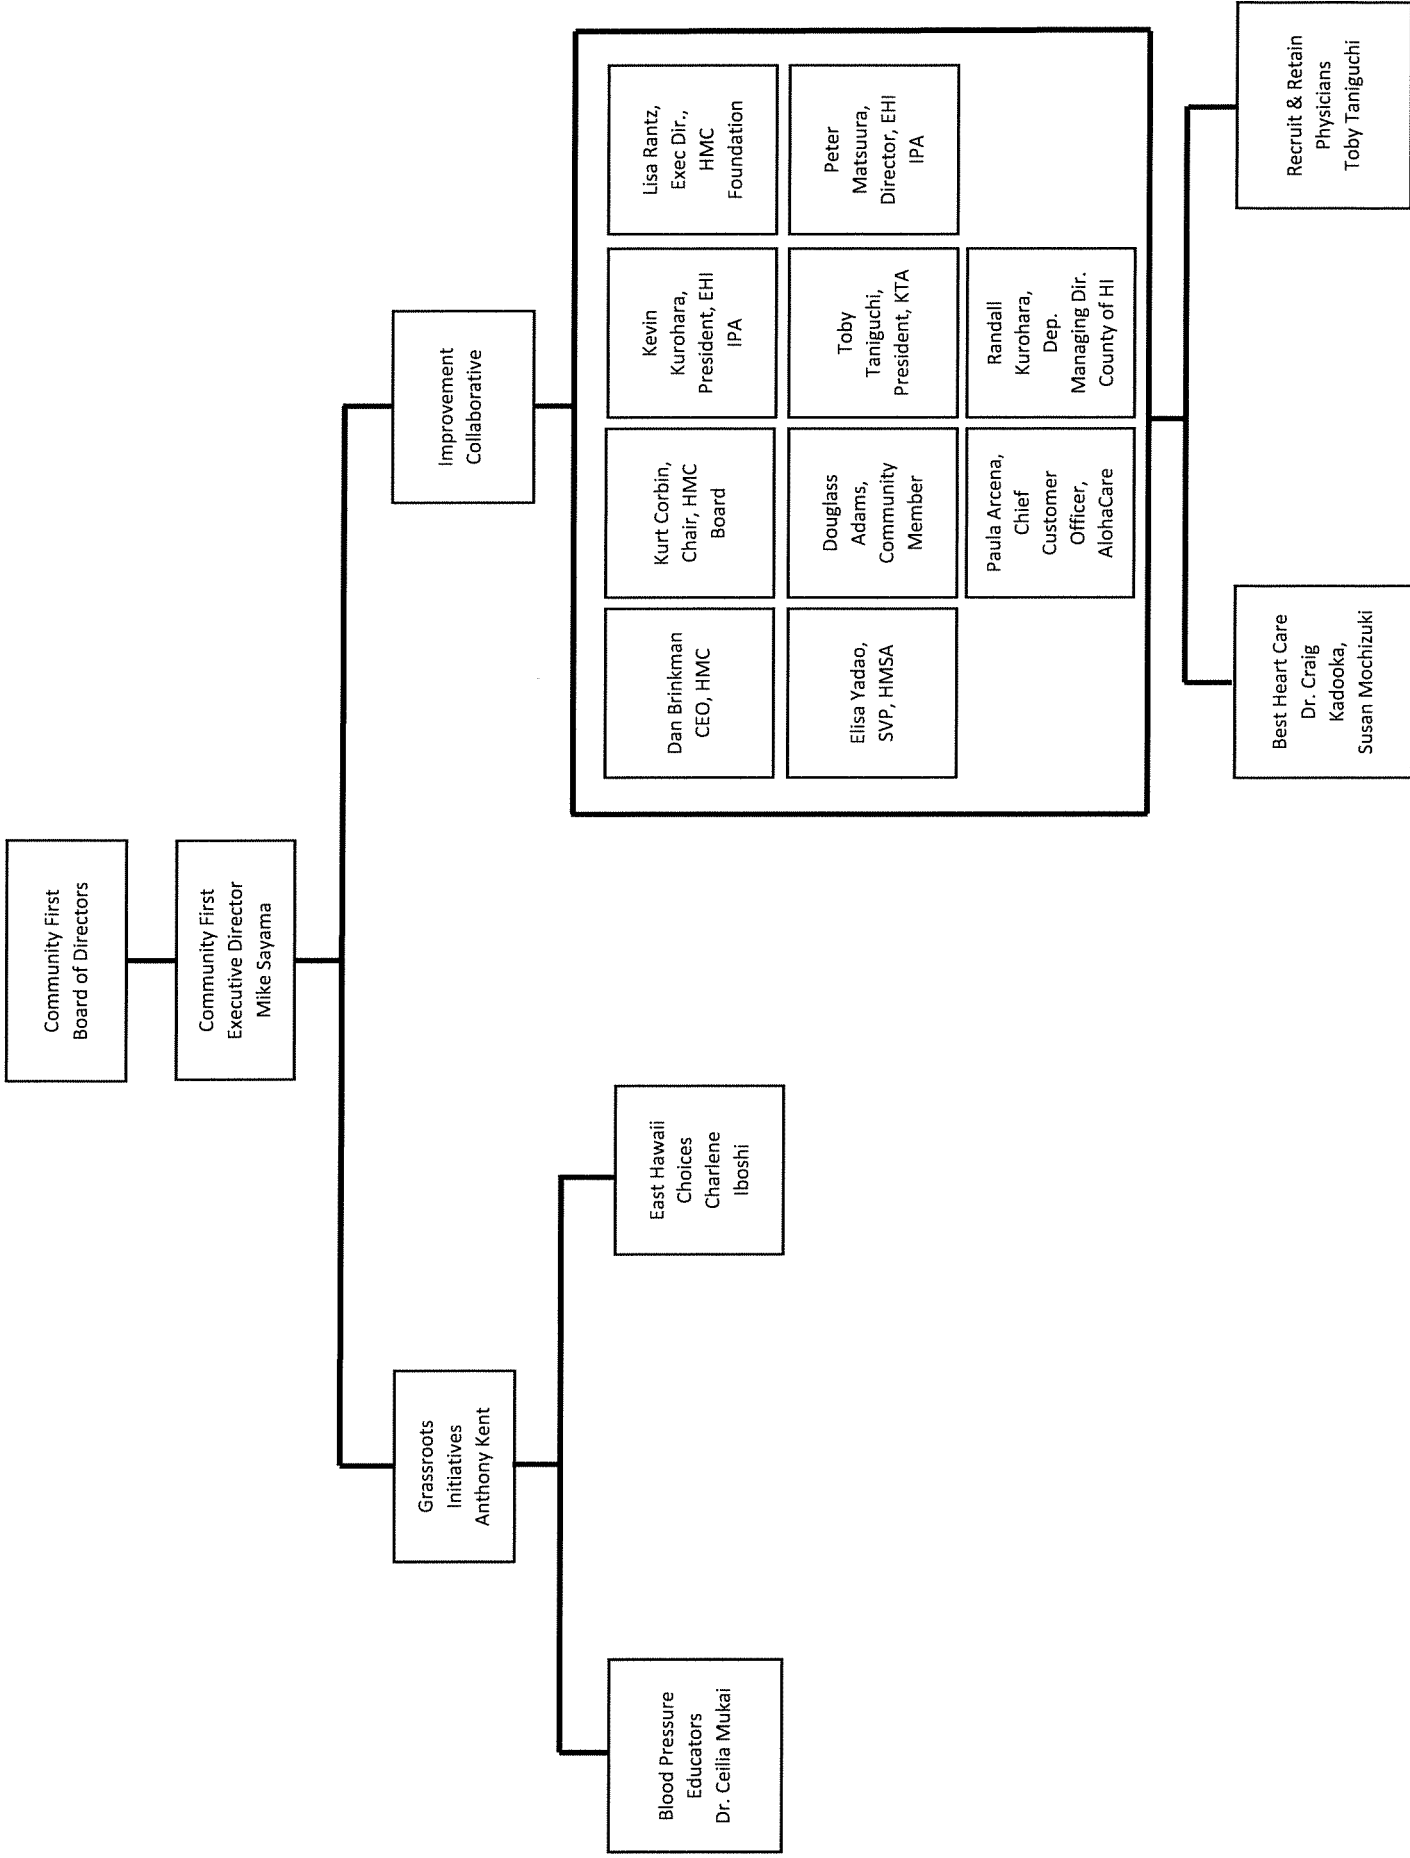 Community First
Board of Directors
Community First
Executive Director
Mike Sayama
Grassroots
Initiatives
Anthony Kent
Improvement
Collaborative
Blood Pressure
Educators
Dr. Ceilia Mukai
East Hawaii
Choices
Charlene
Iboshi
Dan Brinkman
CEO, HMC
Kurt Corbin,
Chair, HMC
Board
Kevin
Kurohara,
President, EHI
IPA
Lisa Rantz,
Exec Dir.,
HMC
Foundation
Elisa Yadao,
SVP, HMSA
Douglass
Adams,
Community
Member
Toby
Taniguchi,
President, KTA
Peter
Matsuura,
Director, EHI
IPA
Paula Arcena,
Chief
Customer
Officer,
AlohaCare
Randall
Kurohara,
Dep.
Managing Dir.
County of HI
Best Heart Care
Dr. Craig
Kadooka,
Susan Mochizuki
Recruit & Retain
Physicians
Toby Taniguchi